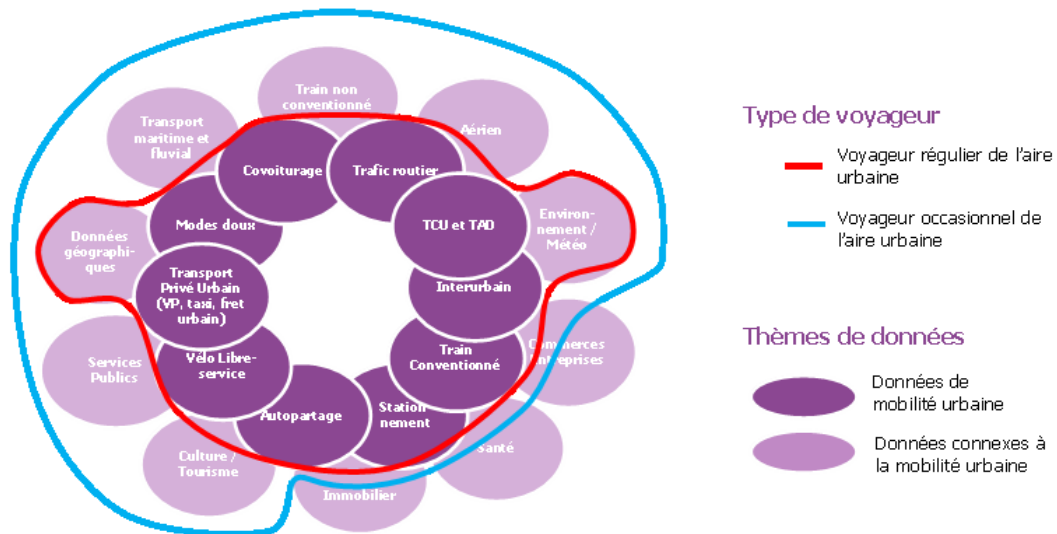 Train non
conventionné
Transport
maritime et
fluvial
Aérien
Covoiturage
Trafic routier
Modes doux
TCU et TAD
Environ-
nement /
Météo
Données
géographi-
ques
Transport
Privé Urbain
(VP, taxi, fret
urbain)
Interurbain
Services
Publics
Vélo Libre-
service
Train
Conventionné
Commerces
Entreprises
Autopartage
Station
nement
Culture /
Tourisme
Santé
Immobilier
Type de voyageur
Voyageur régulier de l'aire
urbaine
Voyageur occasionnel de
l'aire urbaine
Thèmes de données
Données de
mobilité urbaine
Données connexes à
la mobilité urbaine